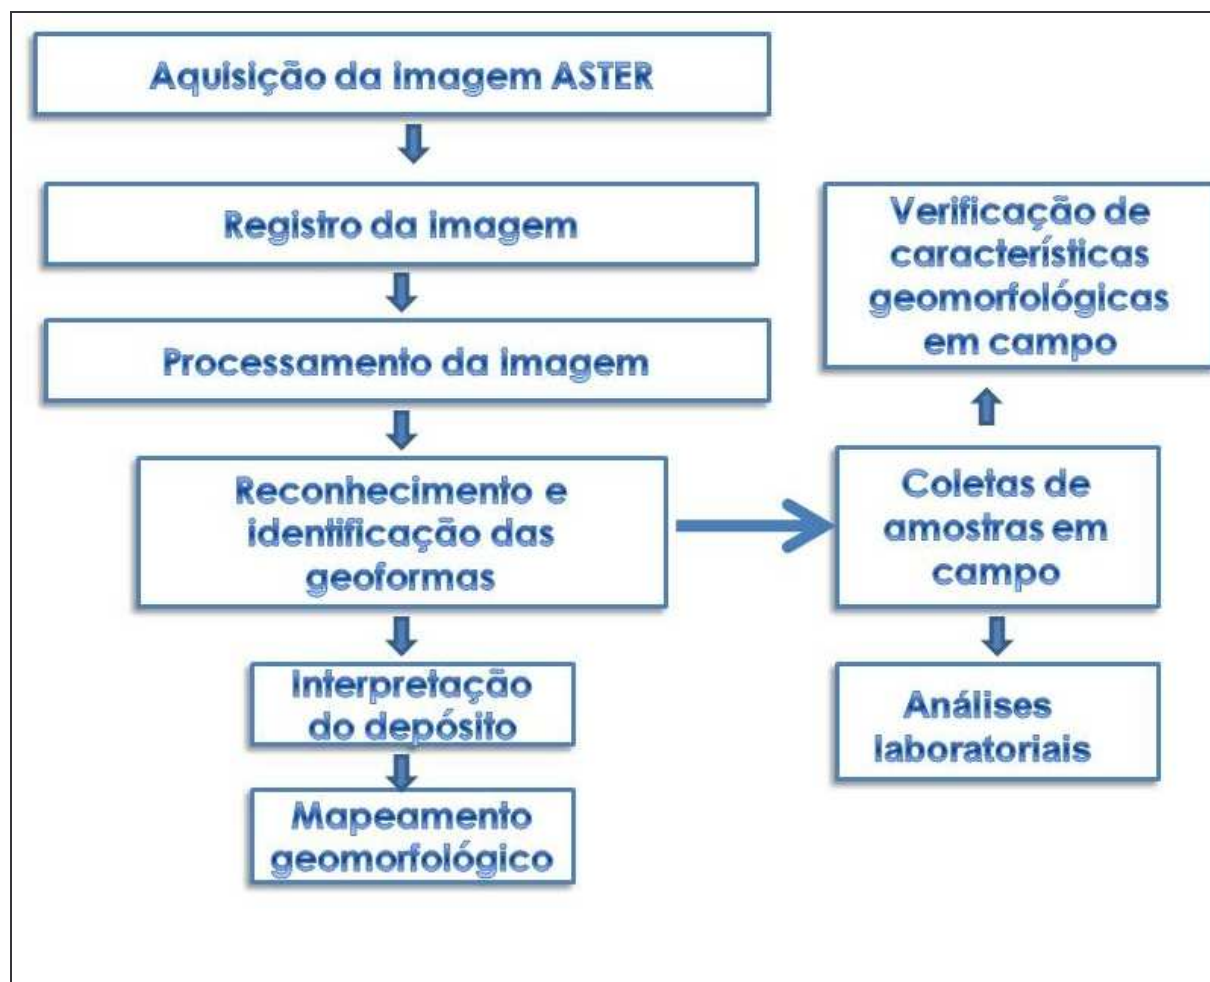 Aquisição da imagem ASTER
Registro da imagem
Processamento da imagem
Reconhecimento e
identificação das
geoformas
Interpretação
do depósito
Mapeamento
geomorfológico
Verificação de
características
geomorfológicas
em campo
Coletas de
amostras em
campo
Análises
laboratoriais